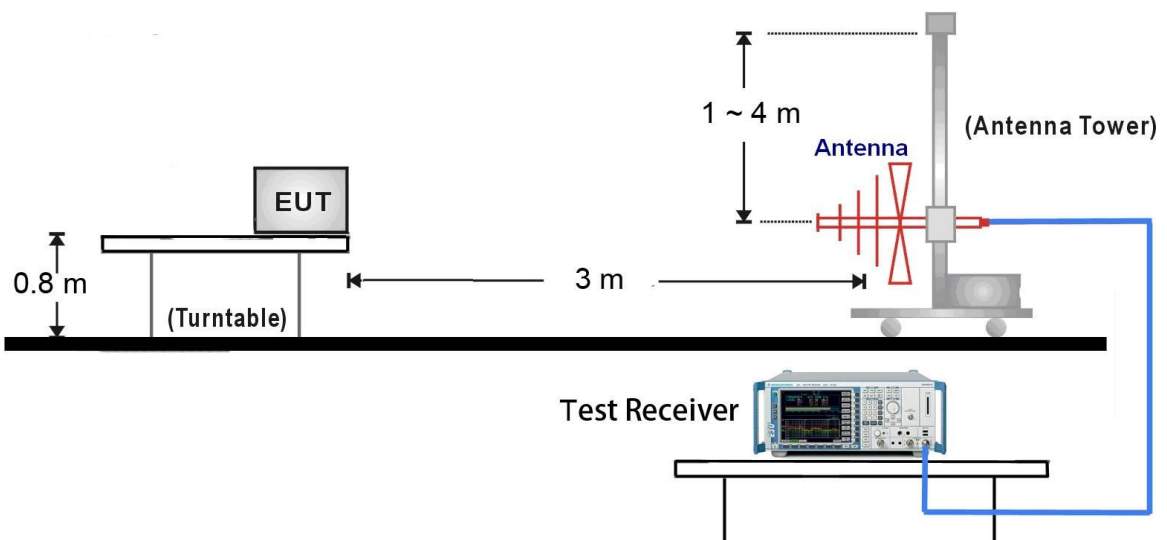 1 ~ 4 m
(Antenna Tower)
Antenna
EUT
0.8 m
3 m
(Turntable)
Test Receiver